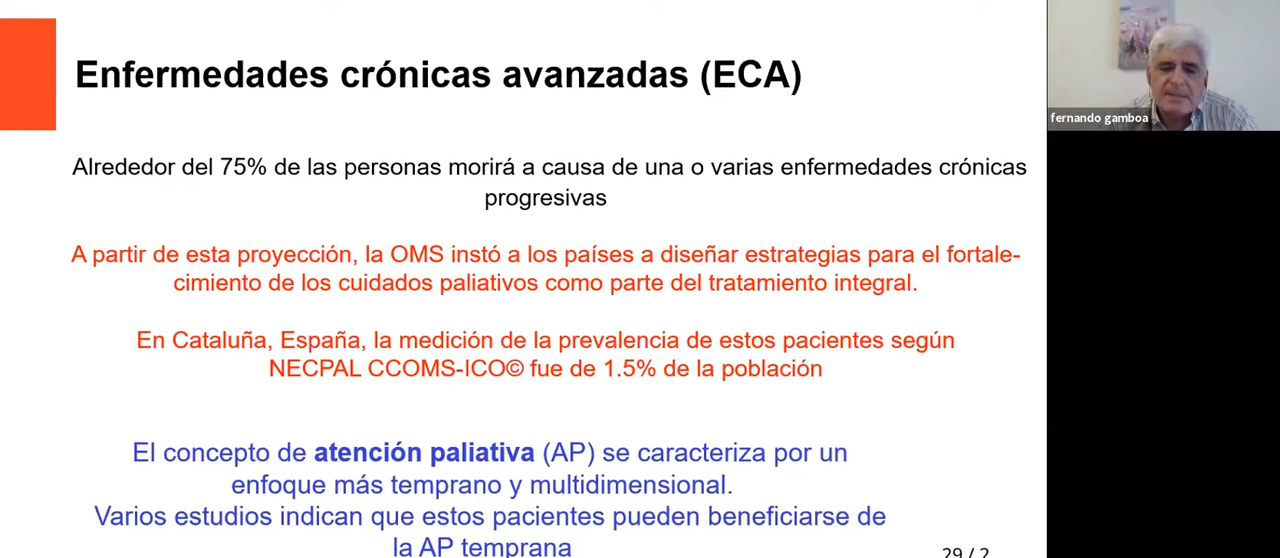 Enfermedades crónicas avanzadas (ECA)
fernando gamboa
Alrededor del 75% de las personas morirá a causa de una o varias enfermedades crónicas
progresivas
A partir de esta proyección, la OMS instó a los países a diseñar estrategias para el fortale-
cimiento de los cuidados paliativos como parte del tratamiento integral.
En Cataluña, España, la medición de la prevalencia de estos pacientes según
NECPAL CCOMS-ICO© fue de 1.5% de la población
El concepto de atención paliativa (AP) se caracteriza por un
enfoque más temprano y multidimensional.
Varios estudios indican que estos pacientes pueden beneficiarse de
la AP temprana
29 / 2